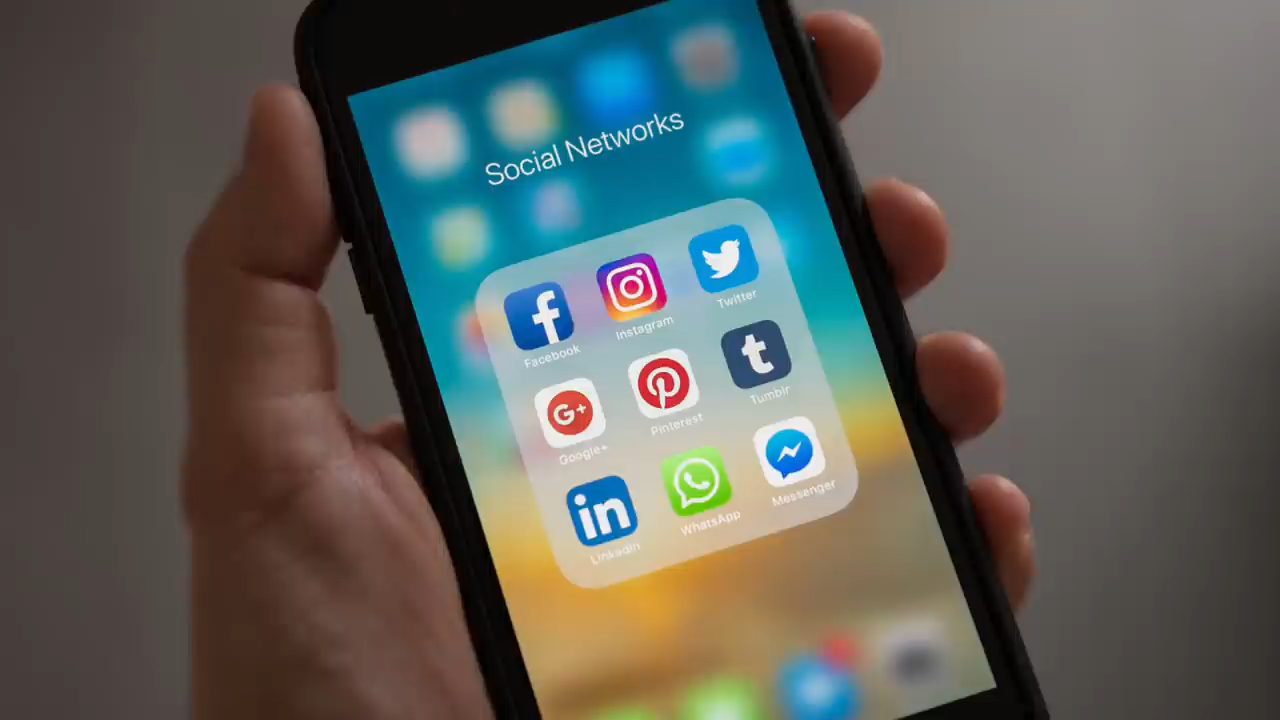 Social Networks
Facebook
Instagram
Twitter
Google+
Pinterest
Tumblr
LinkedIn
WhatsApp
Messenger